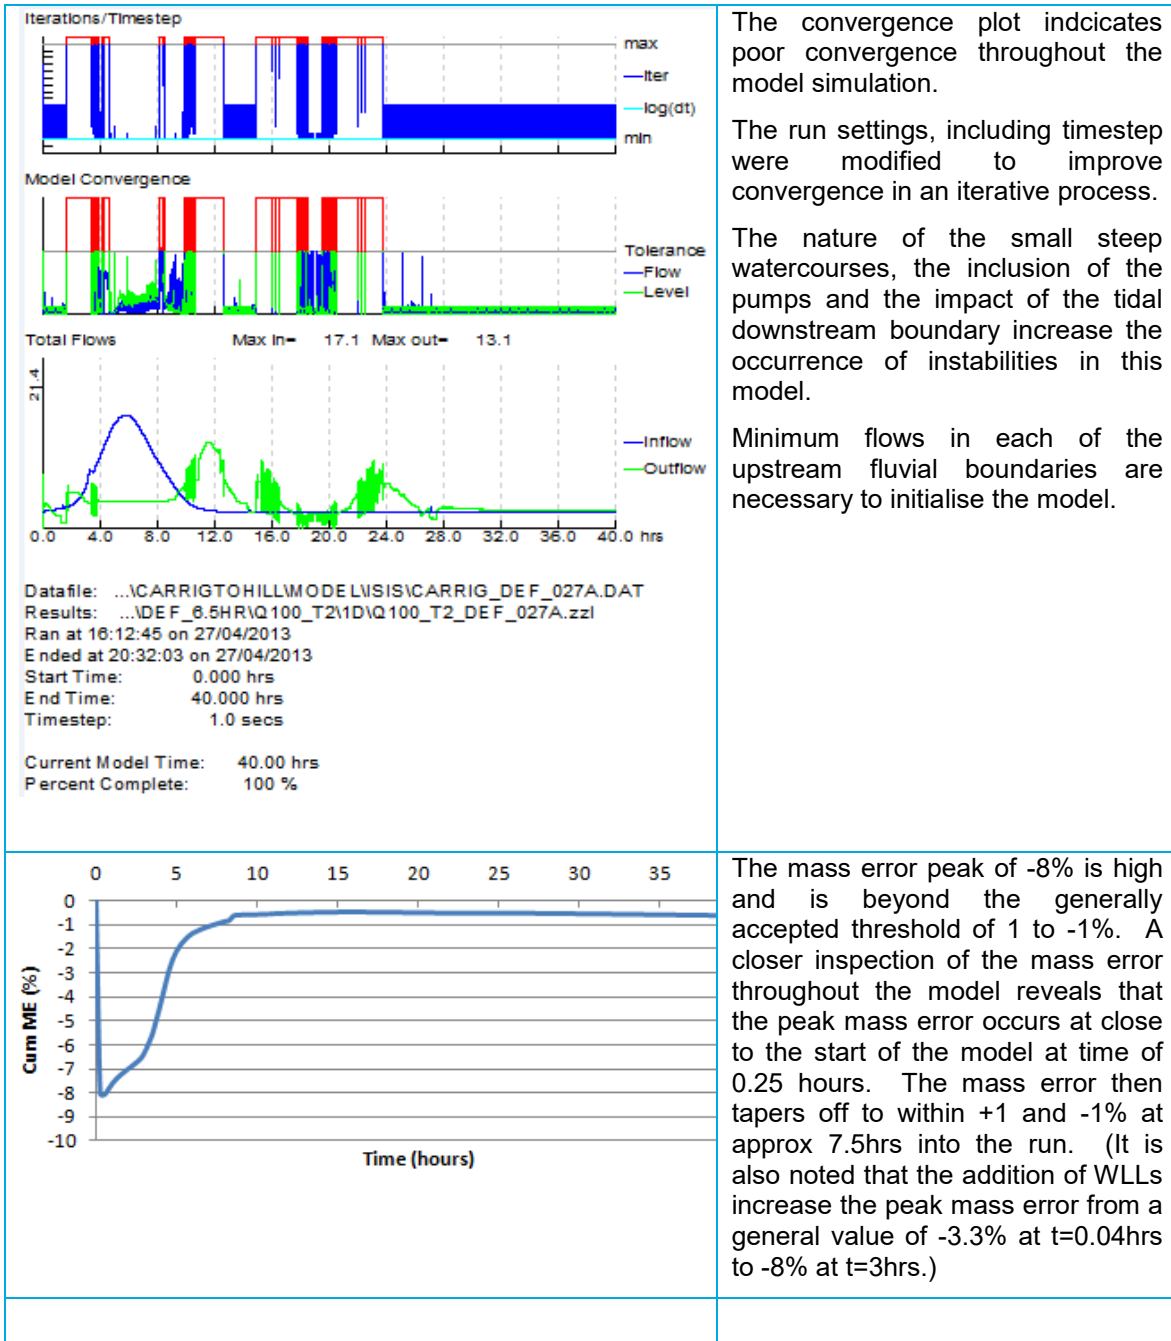 Iterations/Timestep
max
Iter
log(dt)
min
Model Convergence
Tolerance
Flow
Level
Total Flows Max in= 17.1 Max out= 13.1
21.4
Inflow
Outflow
0.0 4.0 8.0 12.0 16.0 20.0 24.0 28.0 32.0 36.0 40.0 hrs
Datafile: ...\CARRIGTOHILL\MODEL\ISIS\CARRIG_DEF_027A.DAT
Results: ...\DEF_6.5HR\Q100_T2\1D\Q100_T2_DEF_027A.zzl
Ran at 16:12:45 on 27/04/2013
Ended at 20:32:03 on 27/04/2013
Start Time: 0.000 hrs
End Time: 40.000 hrs
Timestep: 1.0 secs
Current Model Time: 40.00 hrs
Percent Complete: 100 %
The convergence plot indcicates
poor convergence throughout the
model simulation.
The run settings, including timestep
were modified to improve
convergence in an iterative process.
The nature of the small steep
watercourses, the inclusion of the
pumps and the impact of the tidal
downstream boundary increase the
occurrence of instabilities in this
model.
Minimum flows in each of the
upstream fluvial boundaries are
necessary to initialise the model.
0 5 10 15 20 25 30 35
0
-1
-2
-3
-4
-5
-6
-7
-8
-9
-10
Cum ME (%)
Time (hours)
The mass error peak of -8% is high
and is beyond the generally
accepted threshold of 1 to -1%. A
closer inspection of the mass error
throughout the model reveals that
the peak mass error occurs at close
to the start of the model at time of
0.25 hours. The mass error then
tapers off to within +1 and -1% at
approx 7.5hrs into the run. (It is
also noted that the addition of WLLs
increase the peak mass error from a
general value of -3.3% at t=0.04hrs
to -8% at t=3hrs.)